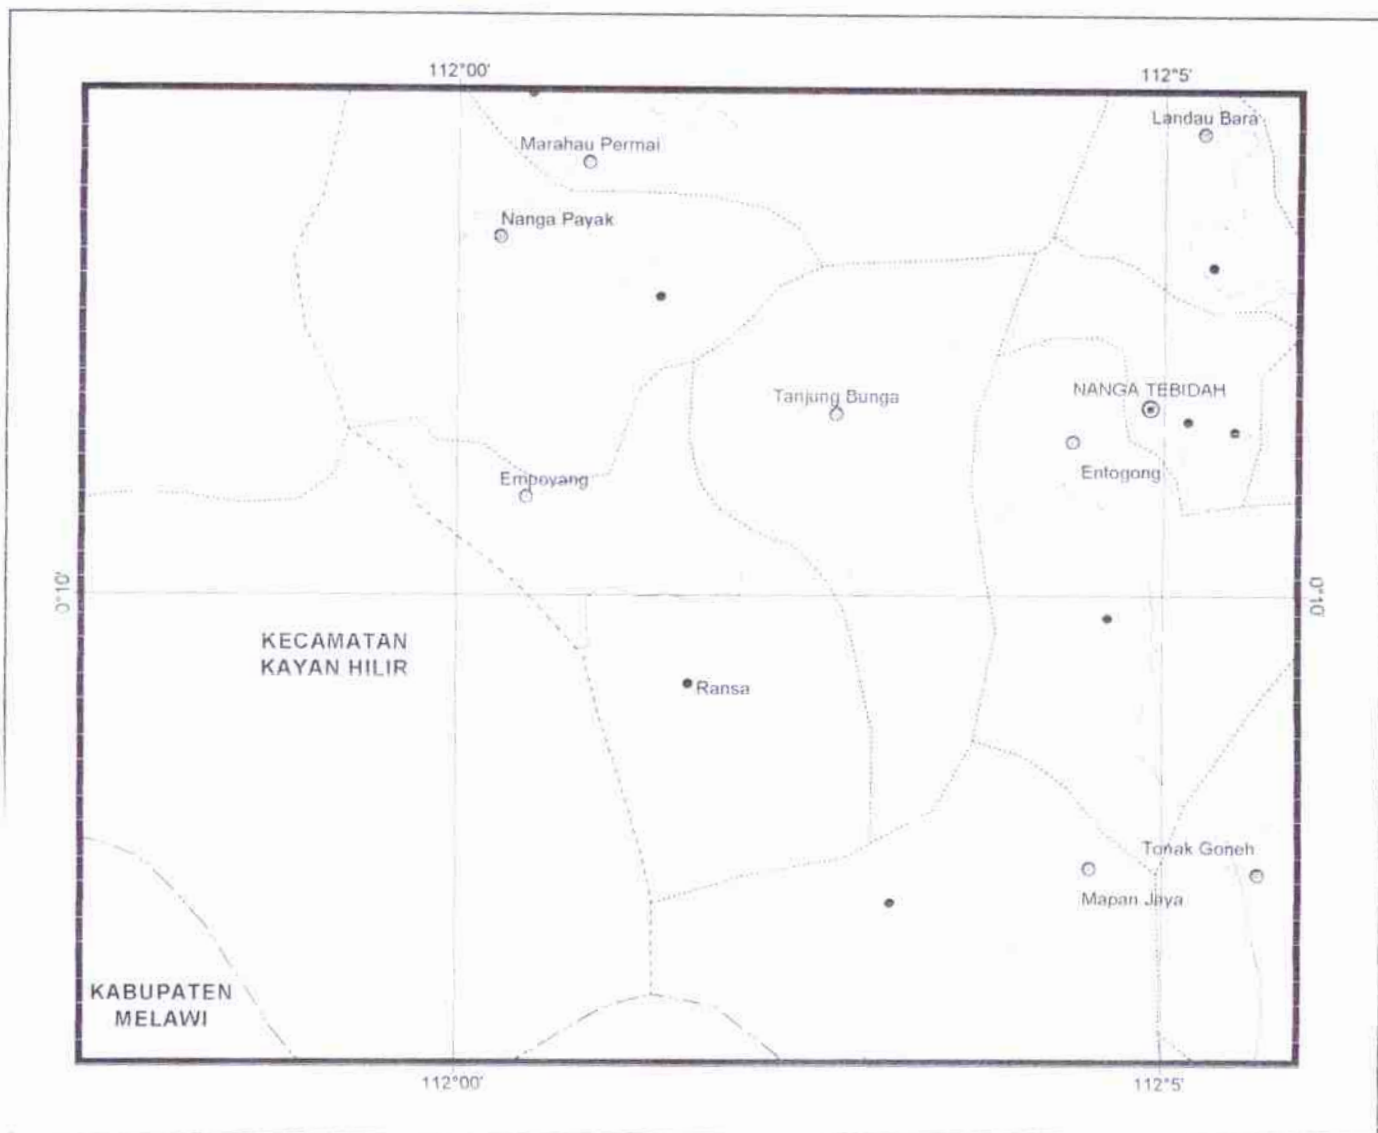 112°00'
112°5'
Landau Bara
Marahau Permai
Nanga Payak
Tanjung Bunga
NANGA TEBIDAH
Entogong
Empoyang
0°10'
0°10'
KECAMATAN
KAYAN HILIR
Ransa
Tonak Goneh
Mapan Jaya
KABUPATEN
MELAWI
112°00'
112°5'